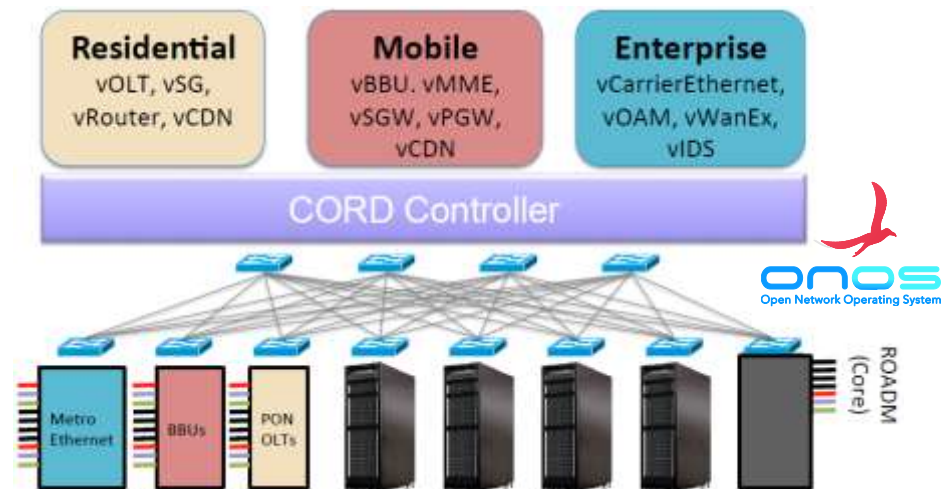 Residential
vOLT, vSG,
vRouter, vCDN
Mobile
vBBU. vMME,
vSGW, vPGW,
vCDN
Enterprise
vCarrierEthernet,
vOAM, vWanEx,
vIDS
CORD Controller
onos
Open Network Operating System
Metro
Ethernet
BBUs
PON
OLTs
ROADM
(Core)